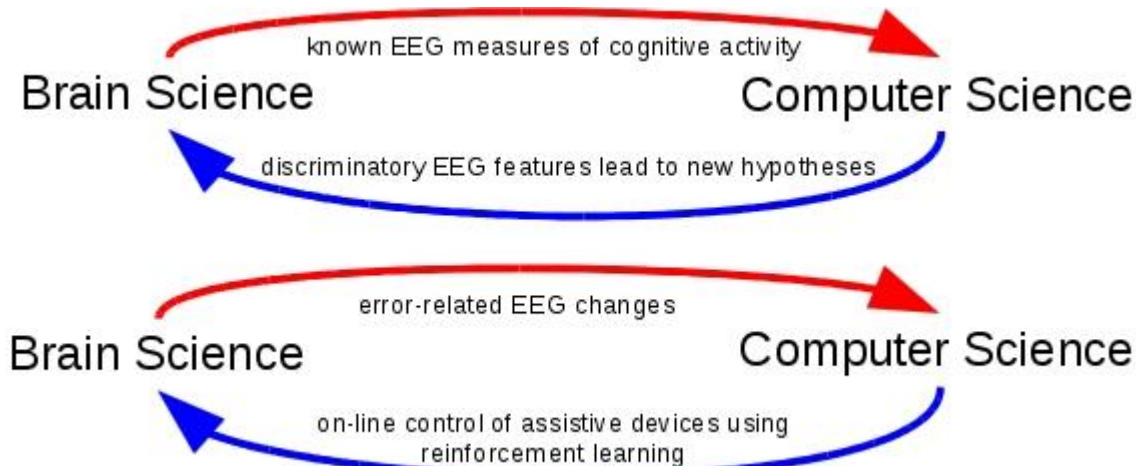 known EEG measures of cognitive activity
Brain Science
Computer Science
discriminatory EEG features lead to new hypotheses
error-related EEG changes
Brain Science
Computer Science
on-line control of assistive devices using
reinforcement learning